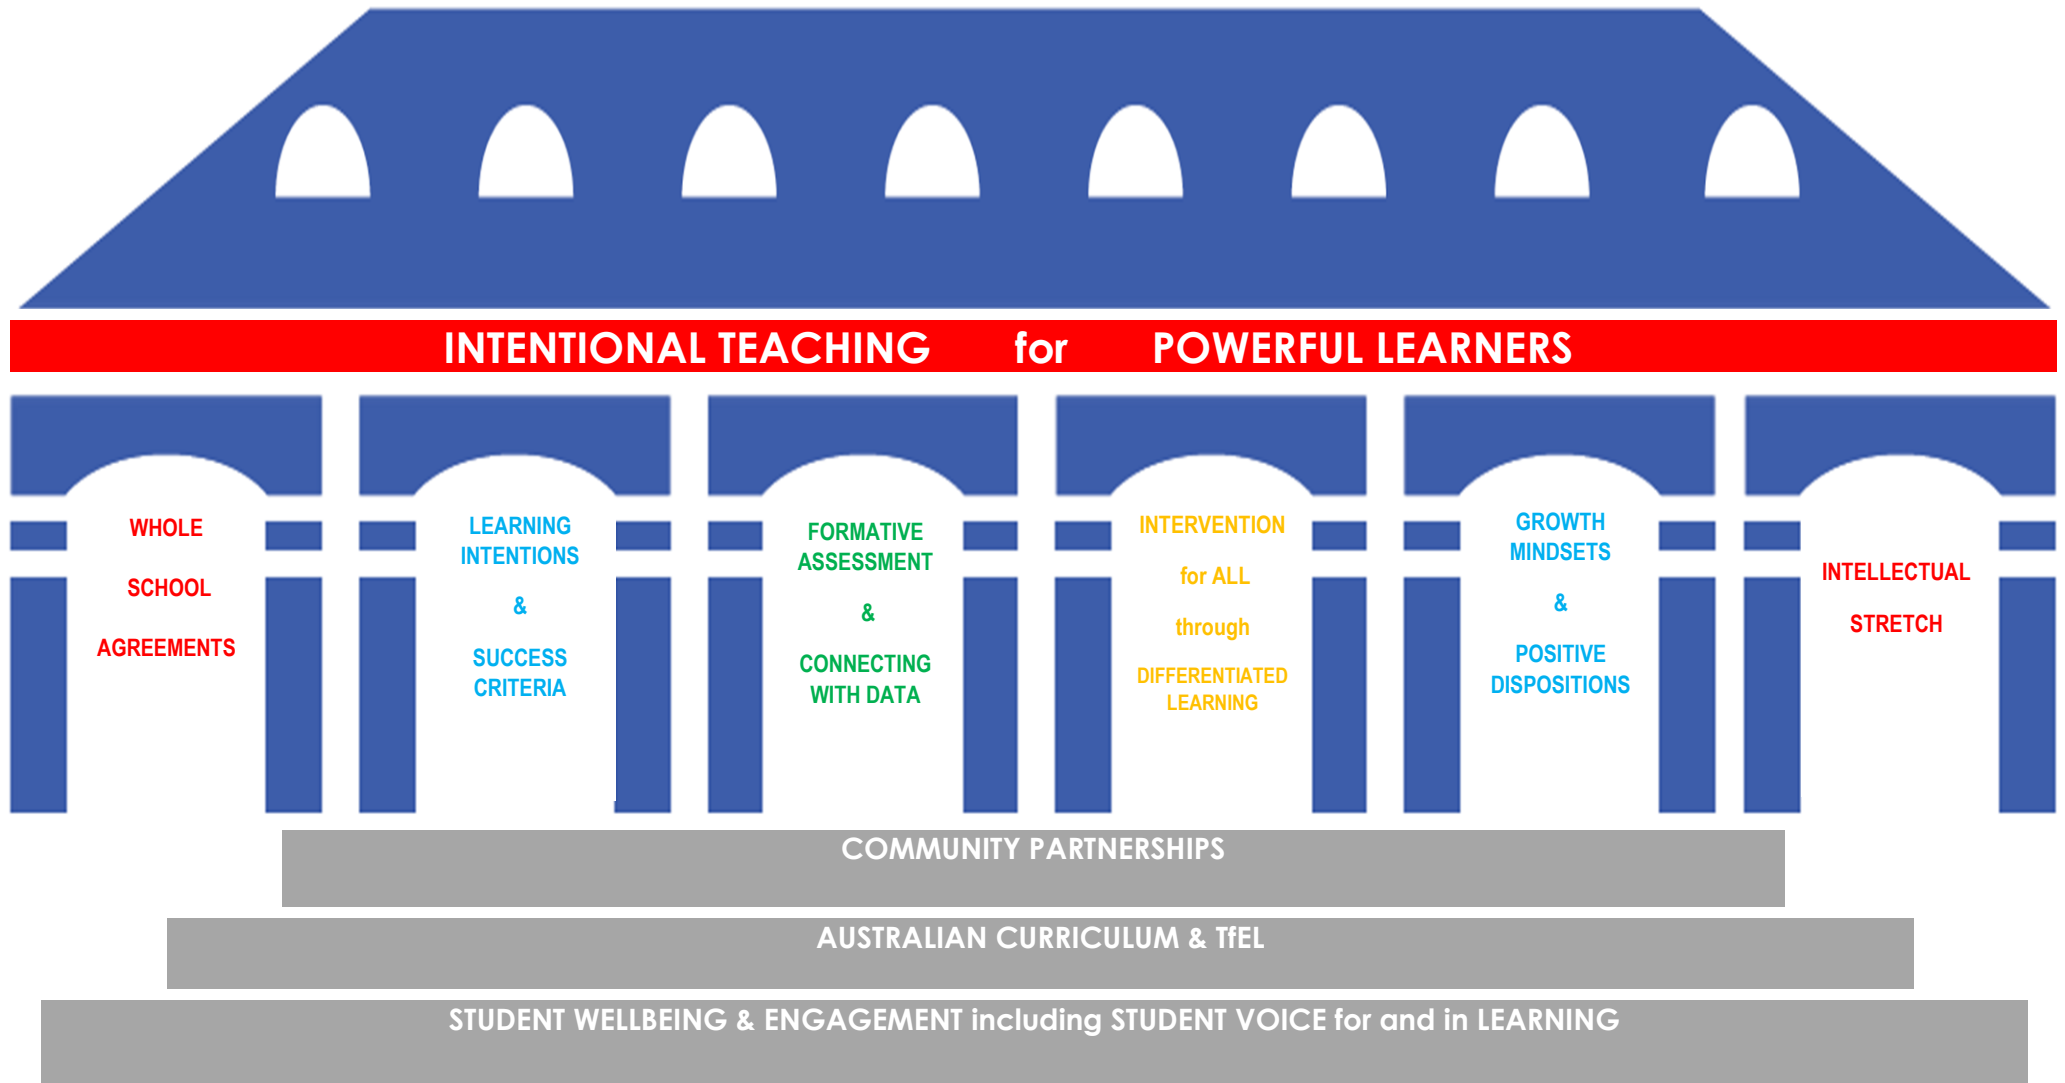 INTENTIONAL TEACHING for POWERFUL LEARNERS
WHOLE
SCHOOL
AGREEMENTS
LEARNING
INTENTIONS
&
SUCCESS
CRITERIA
FORMATIVE
ASSESSMENT
&
CONNECTING
WITH DATA
INTERVENTION
for ALL
through
DIFFERENTIATED
LEARNING
GROWTH
MINDSETS
&
POSITIVE
DISPOSITIONS
INTELLECTUAL
STRETCH
COMMUNITY PARTNERSHIPS
AUSTRALIAN CURRICULUM & TfEL
STUDENT WELLBEING & ENGAGEMENT including STUDENT VOICE for and in LEARNING